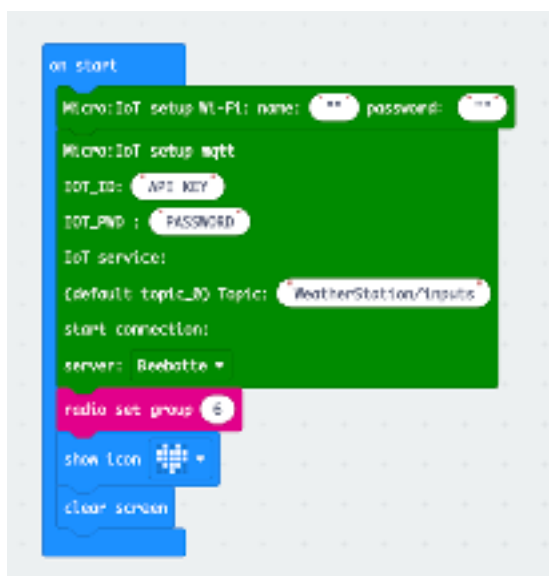 on start
Micro:IoT setup Wi-Fi: name: "" password: ""
Micro:IoT setup mqtt
IOT_ID: "API KEY"
IOT_PWD : "PASSWORD"
IoT service:
(default topic_0) Topic: "WeatherStation/inputs"
start connection:
server: Beebotte
radio set group 6
show icon
clear screen